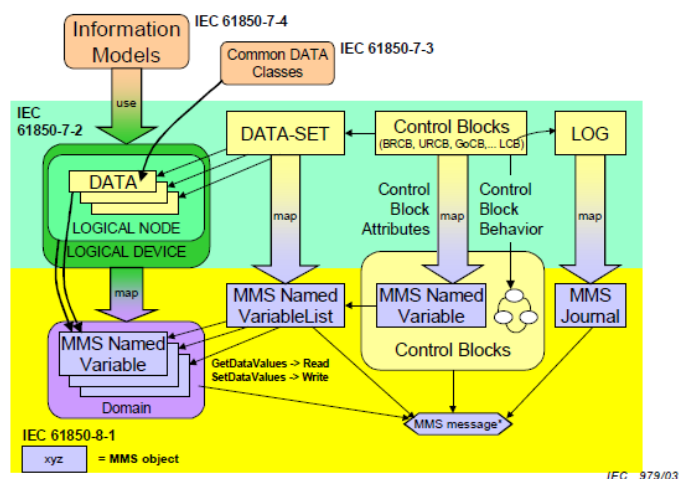 IEC 61850-7-4
Information
Models
IEC 61850-7-3
Common DATA
Classes
use
IEC
61850-7-2
DATA-SET
Control Blocks
(BRCB, URCB, GoCB,... LCB)
LOG
DATA
LOGICAL NODE
LOGICAL DEVICE
map
Control
Block
Attributes
map
Control
Block
Behavior
map
map
MMS Named
VariableList
MMS Named
Variable
MMS
Journal
MMS Named
Variable
Control Blocks
GetDataValues -> Read
SetDataValues -> Write
Domain
MMS message*
IEC 61850-8-1
xyz
= MMS object
IEC 979/03